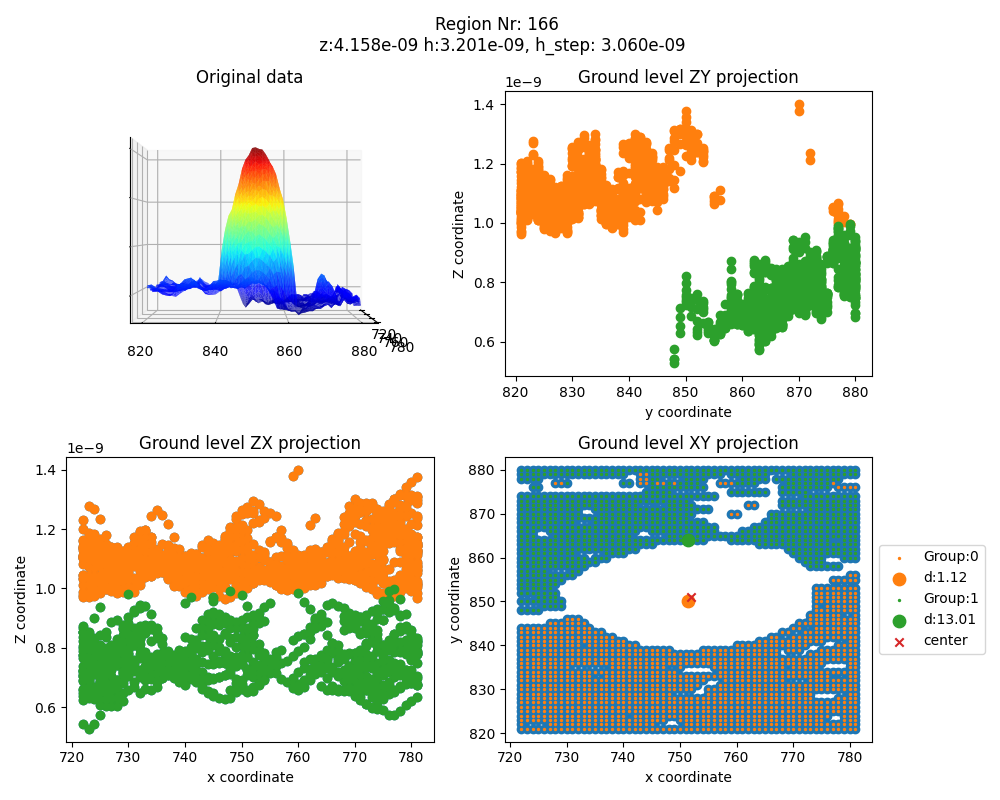 Region Nr: 166
z:4.158e-09 h:3.201e-09, h_step: 3.060e-09
Original data
820 840 860 880
720
780
Ground level ZY projection
1e−9
1.4
1.2
1.0
0.8
0.6
Z coordinate
820 830 840 850 860 870 880
y coordinate
Ground level ZX projection
1e−9
1.4
1.2
1.0
0.8
0.6
Z coordinate
720 730 740 750 760 770 780
x coordinate
Ground level XY projection
880
870
860
850
840
830
820
y coordinate
720 730 740 750 760 770 780
x coordinate
Group:0
d:1.12
Group:1
d:13.01
center